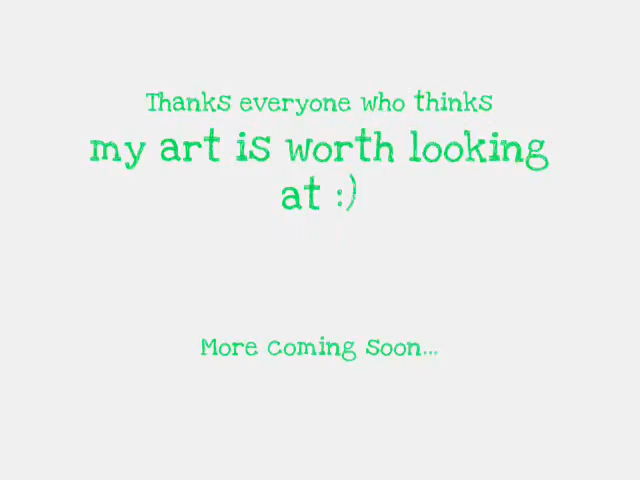 Thanks everyone who thinks
my art is worth looking
at :)
More coming soon...